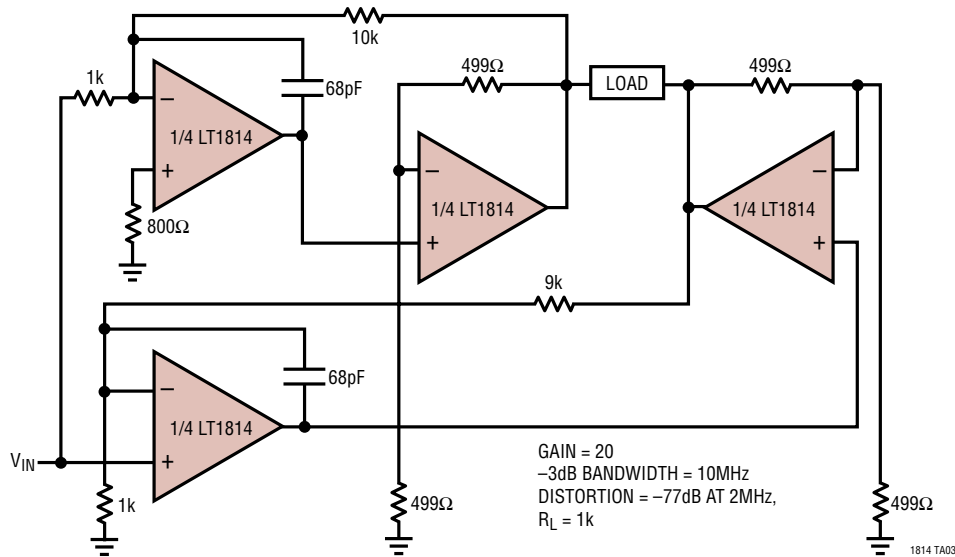 10k
1k
68pF
499Ω
LOAD
499Ω
–
1/4 LT1814
+
800Ω
–
1/4 LT1814
+
–
1/4 LT1814
+
9k
–
1/4 LT1814
+
68pF
VIN
1k
499Ω
499Ω
GAIN = 20
–3dB BANDWIDTH = 10MHz
DISTORTION = –77dB AT 2MHz,
RL = 1k
1814 TA03